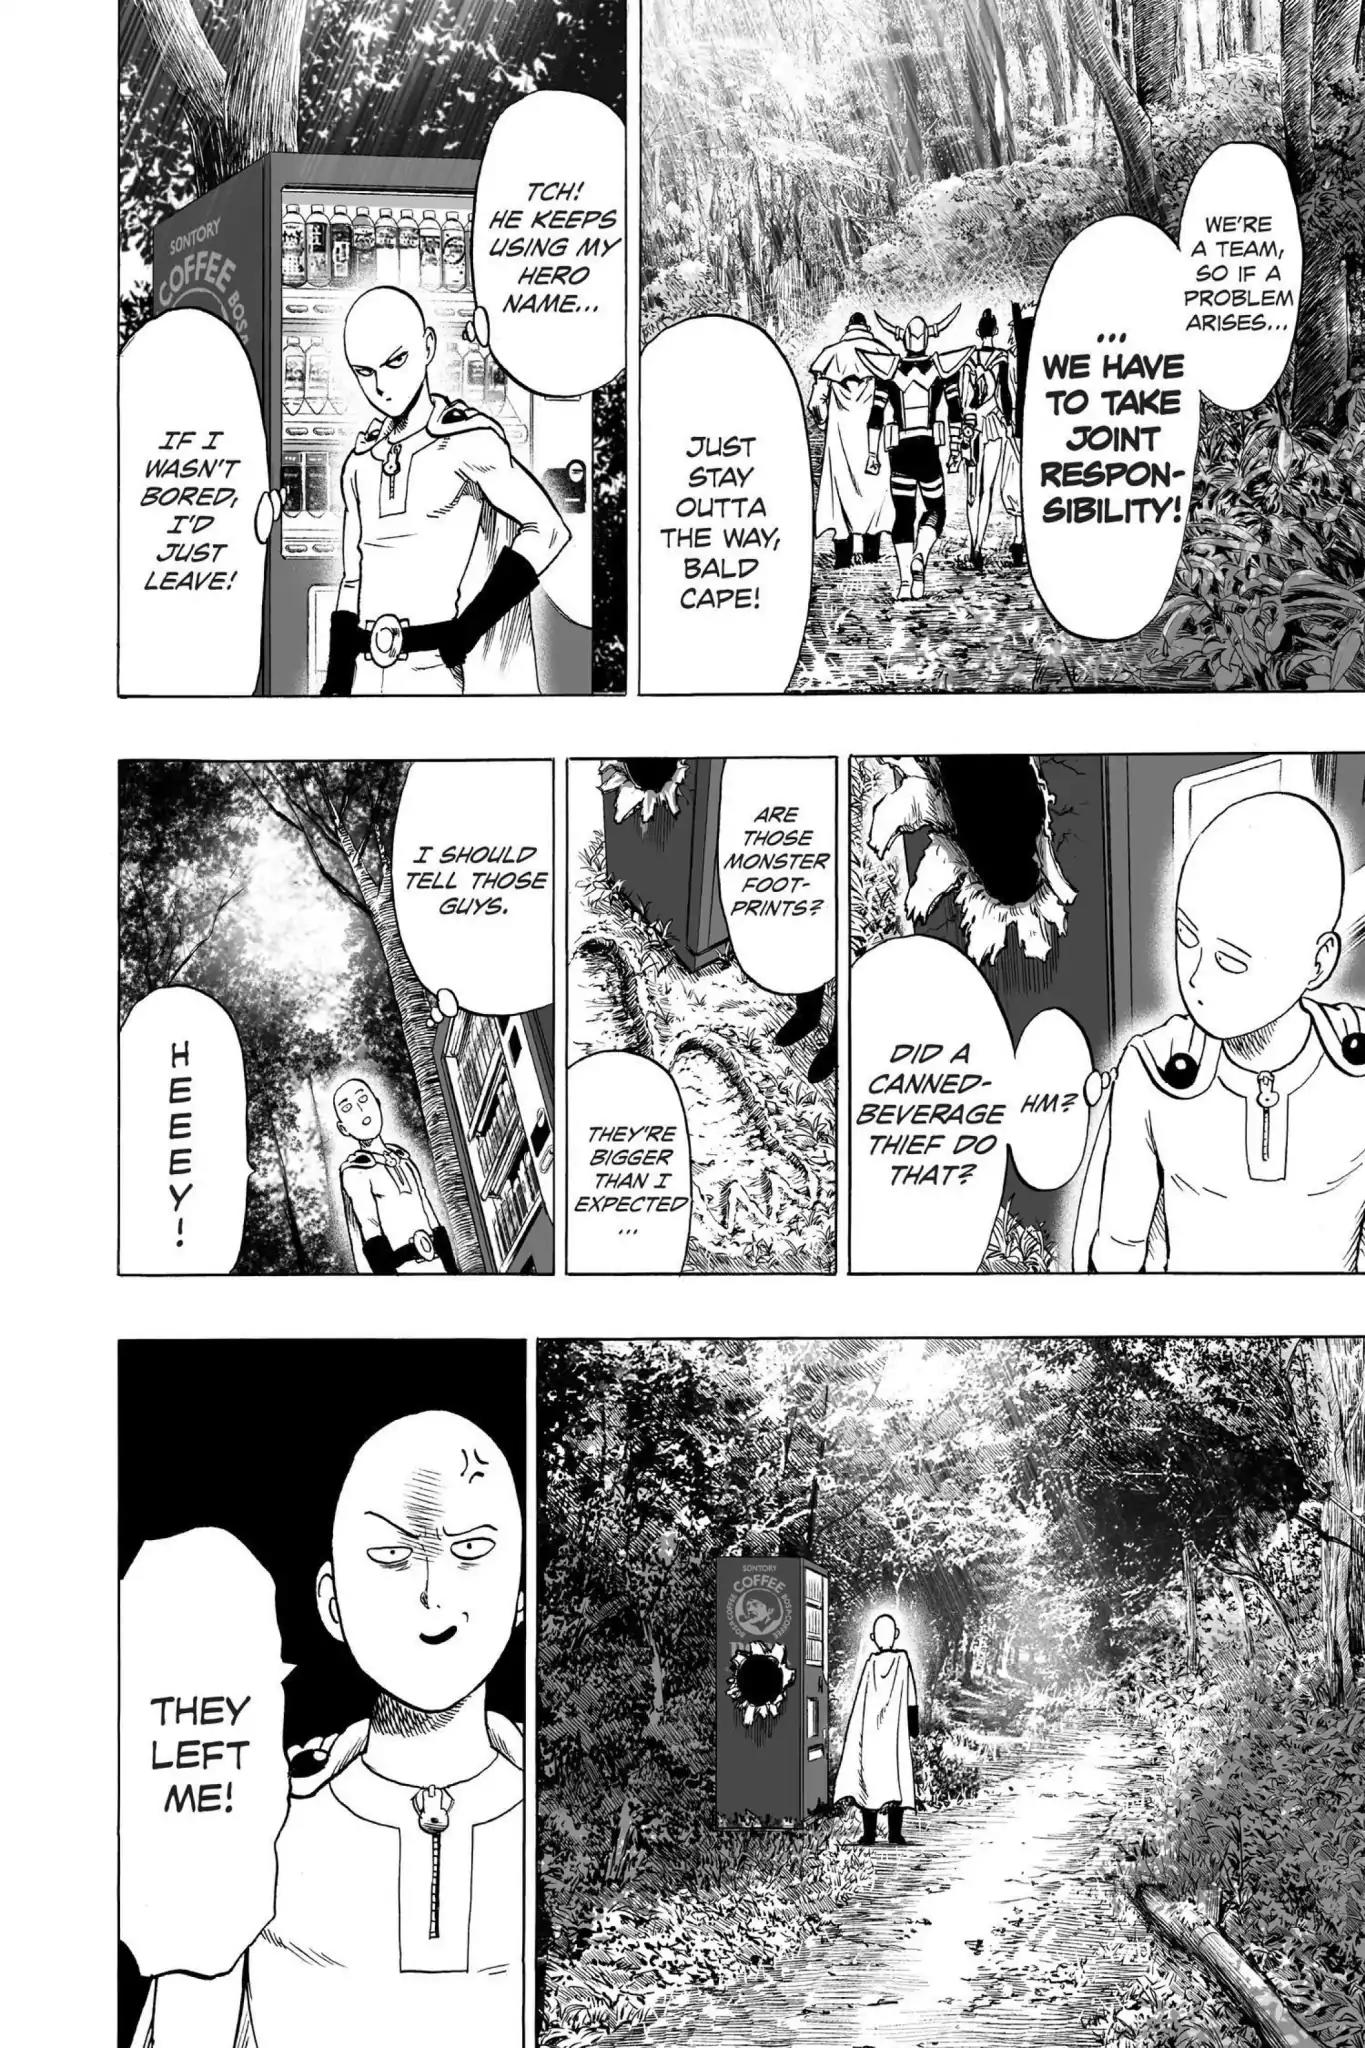 WE'RE
A TEAM,
SO IF A
PROBLEM
ARISES...
...
WE HAVE
TO TAKE
JOINT
RESPON-
SIBILITY!
JUST
STAY
OUTTA
THE WAY,
BALD
CAPE!
TCH!
HE KEEPS
USING MY
HERO
NAME...
SONTORY
COFFEE
BOSA
IF I
WASN'T
BORED,
I'D
JUST
LEAVE!
HM?
DID A
CANNED-
BEVERAGE
THIEF DO
THAT?
ARE
THOSE
MONSTER
FOOT-
PRINTS?
THEY'RE
BIGGER
THAN I
EXPECTED
...
I SHOULD
TELL THOSE
GUYS.
HEEEY!
SONTORY
COFFEE
THEY
LEFT
ME!